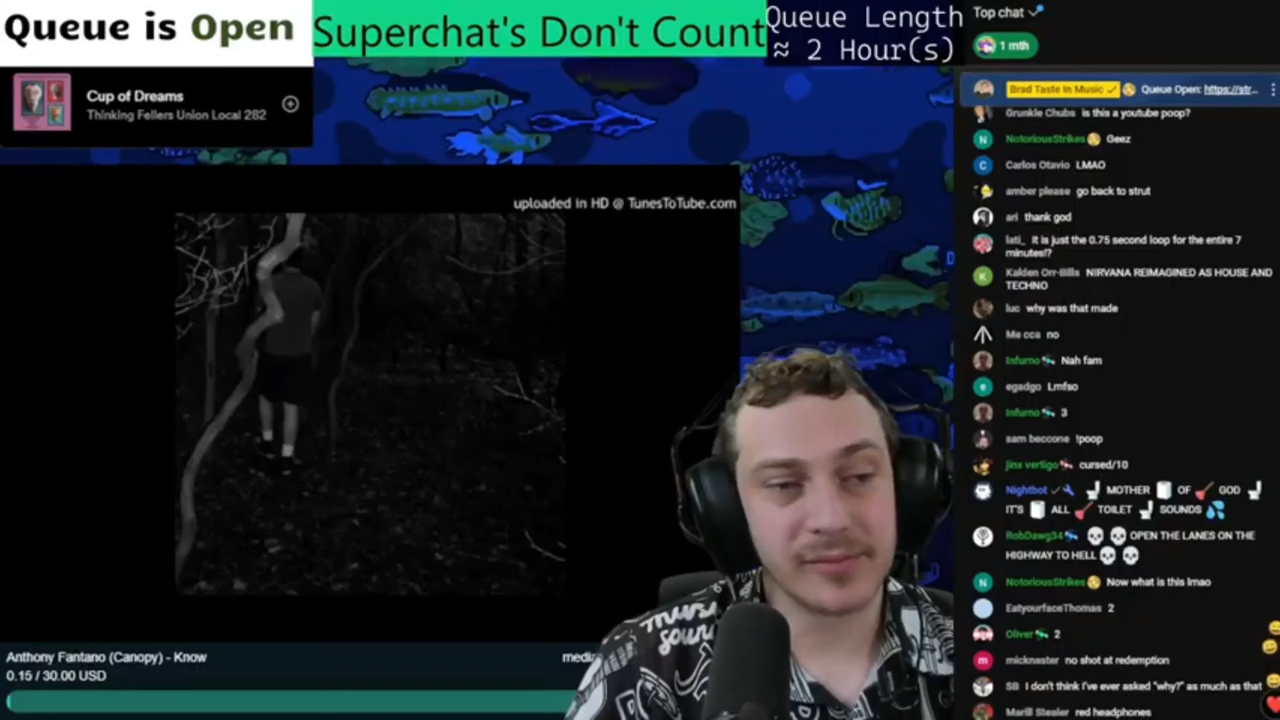 Queue is Open
Superchat's Don't Count
Queue Length
≈ 2 Hour(s)
Cup of Dreams
Thinking Fellers Union Local 282
uploaded in HD @ TunesToTube.com
Anthony Fantano (Canopy) - Know
0.15 / 30.00 USD
Top chat
1 mth
Brad Taste In Music Queue Open: https://str...
Grunkle Chubs is this a youtube poop?
NotoriousStrikes Geez
Carlos Otavio LMAO
amber please go back to strut
ari thank god
lati_ it is just the 0.75 second loop for the entire 7
minutes!?
Kalden Orr-Bills NIRVANA REIMAGINED AS HOUSE AND
TECHNO
luc why was that made
Me cca no
Infurno Nah fam
egadgo Lmfso
Infurno 3
sam beccone !poop
jinx vertigo cursed/10
Nightbot 🚽 MOTHER 🧻 OF 🪠 GOD 🚽
IT'S 🧻 ALL 🪠 TOILET 🚽 SOUNDS 💦
RobDawg34 💀 💀 OPEN THE LANES ON THE
HIGHWAY TO HELL 💀 💀
NotoriousStrikes Now what is this lmao
EatyourfaceThomas 2
Oliver 2
micknaster no shot at redemption
SB I don't think I've ever asked "why?" as much as that
Marill Stealer red headphones